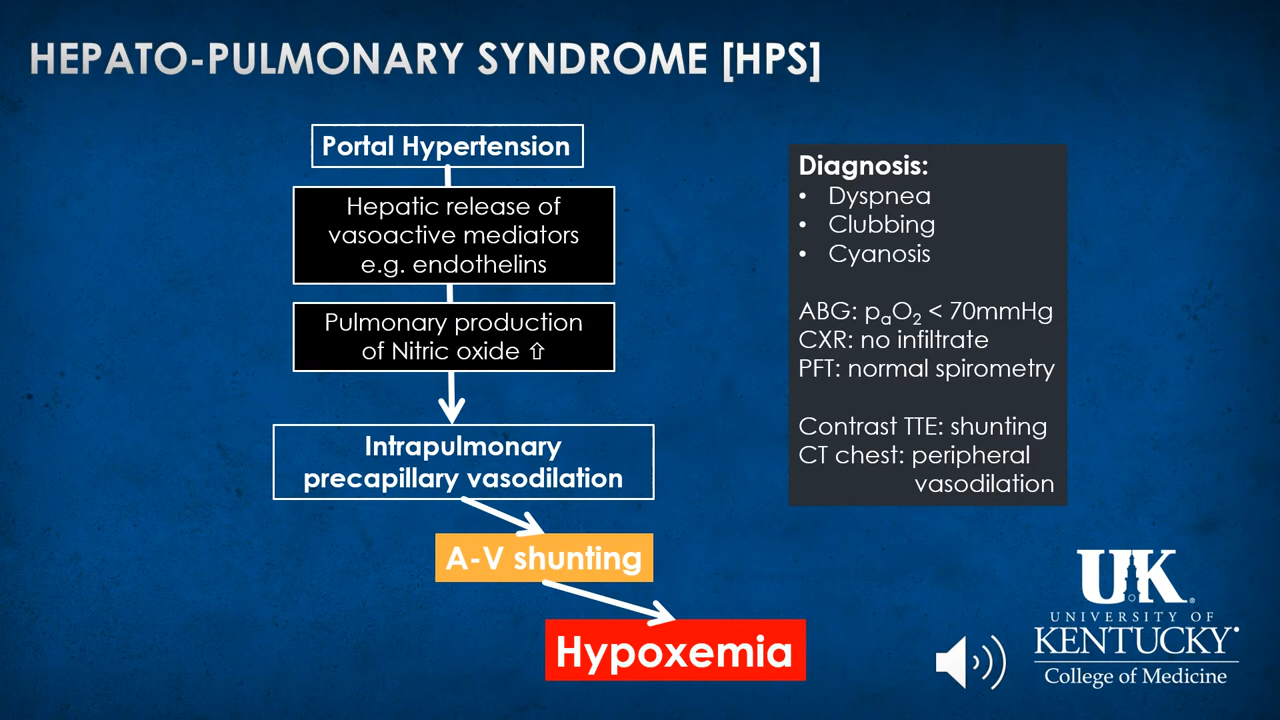 HEPATO-PULMONARY SYNDROME [HPS]
Portal Hypertension
Hepatic release of
vasoactive mediators
e.g. endothelins
Pulmonary production
of Nitric oxide ⇧
Intrapulmonary
precapillary vasodilation
A-V shunting
Hypoxemia
Diagnosis:
• Dyspnea
• Clubbing
• Cyanosis
ABG: paO2 < 70mmHg
CXR: no infiltrate
PFT: normal spirometry
Contrast TTE: shunting
CT chest: peripheral
vasodilation
UK®
UNIVERSITY OF
KENTUCKY
College of Medicine